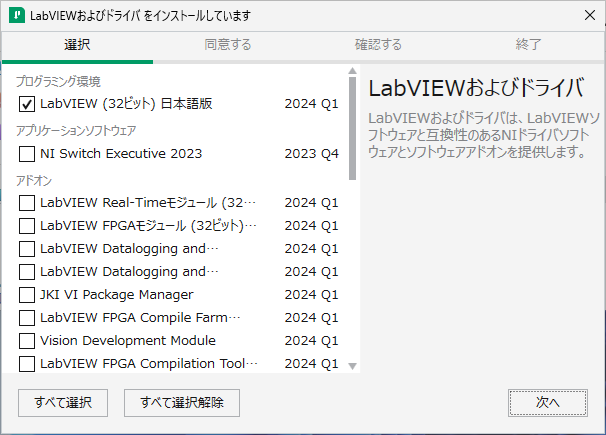 LabVIEWおよびドライバ をインストールしています
選択 同意する 確認する 終了
プログラミング環境
LabVIEW (32ビット) 日本語版 2024 Q1
アプリケーションソフトウェア
NI Switch Executive 2023 2023 Q4
アドオン
LabVIEW Real-Timeモジュール (32… 2024 Q1
LabVIEW FPGAモジュール (32ビット)… 2024 Q1
LabVIEW Datalogging and… 2024 Q1
LabVIEW Datalogging and… 2024 Q1
JKI VI Package Manager 2024 Q1
LabVIEW FPGA Compile Farm… 2024 Q1
Vision Development Module 2024 Q1
LabVIEW FPGA Compilation Tool… 2024 Q1
LabVIEWおよびドライバ
LabVIEWおよびドライバは、LabVIEWソ
フトウェアと互換性のあるNIドライバソフト
ウェアとソフトウェアアドオンを提供します。
すべて選択 すべて選択解除 次へ